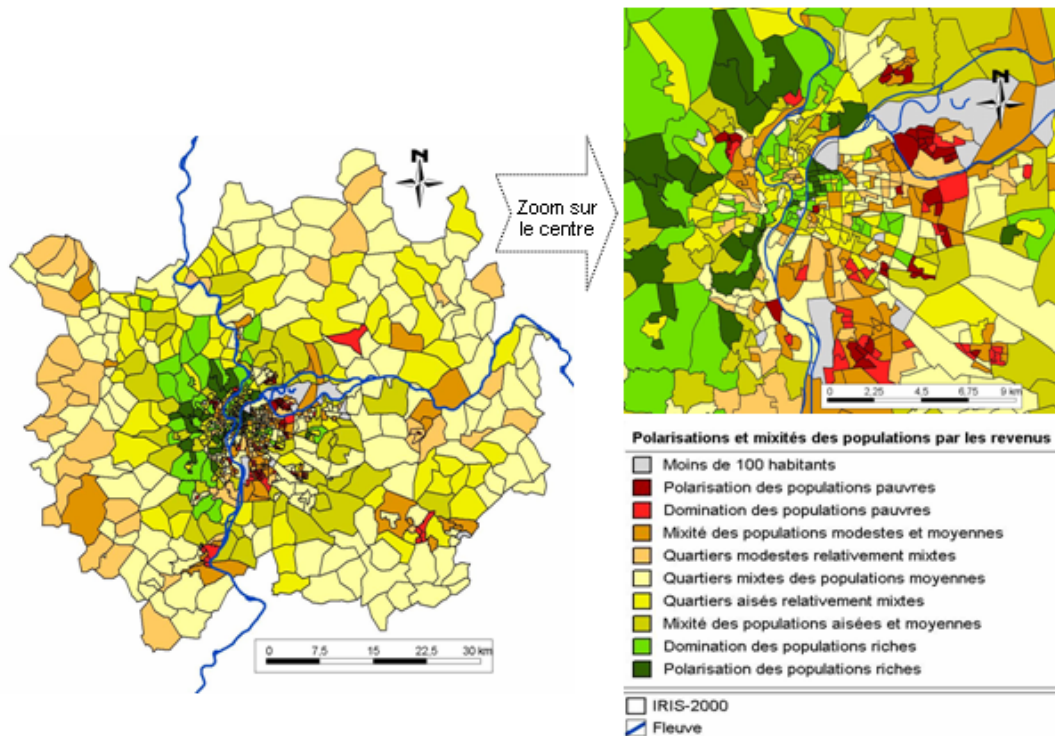 N
Zoom sur
le centre
0 7,5 15 22,5 30 km
N
0 2,25 4,5 6,75 9 km
Polarisations et mixités des populations par les revenus
Moins de 100 habitants
Polarisation des populations pauvres
Domination des populations pauvres
Mixité des populations modestes et moyennes
Quartiers modestes relativement mixtes
Quartiers mixtes des populations moyennes
Quartiers aisés relativement mixtes
Mixité des populations aisées et moyennes
Domination des populations riches
Polarisation des populations riches
IRIS-2000
Fleuve